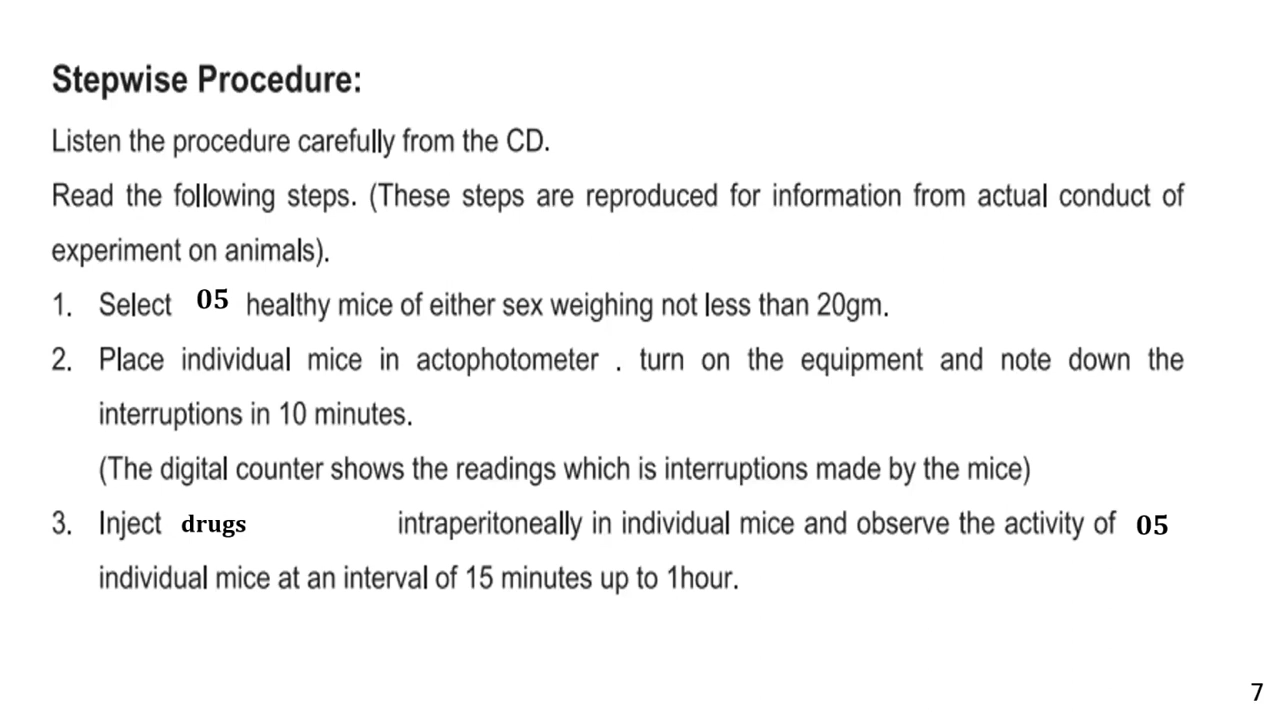 Stepwise Procedure:
Listen the procedure carefully from the CD.
Read the following steps. (These steps are reproduced for information from actual conduct of
experiment on animals).
1. Select 05 healthy mice of either sex weighing not less than 20gm.
2. Place individual mice in actophotometer . turn on the equipment and note down the
interruptions in 10 minutes.
(The digital counter shows the readings which is interruptions made by the mice)
3. Inject drugs intraperitoneally in individual mice and observe the activity of 05
individual mice at an interval of 15 minutes up to 1hour.
7